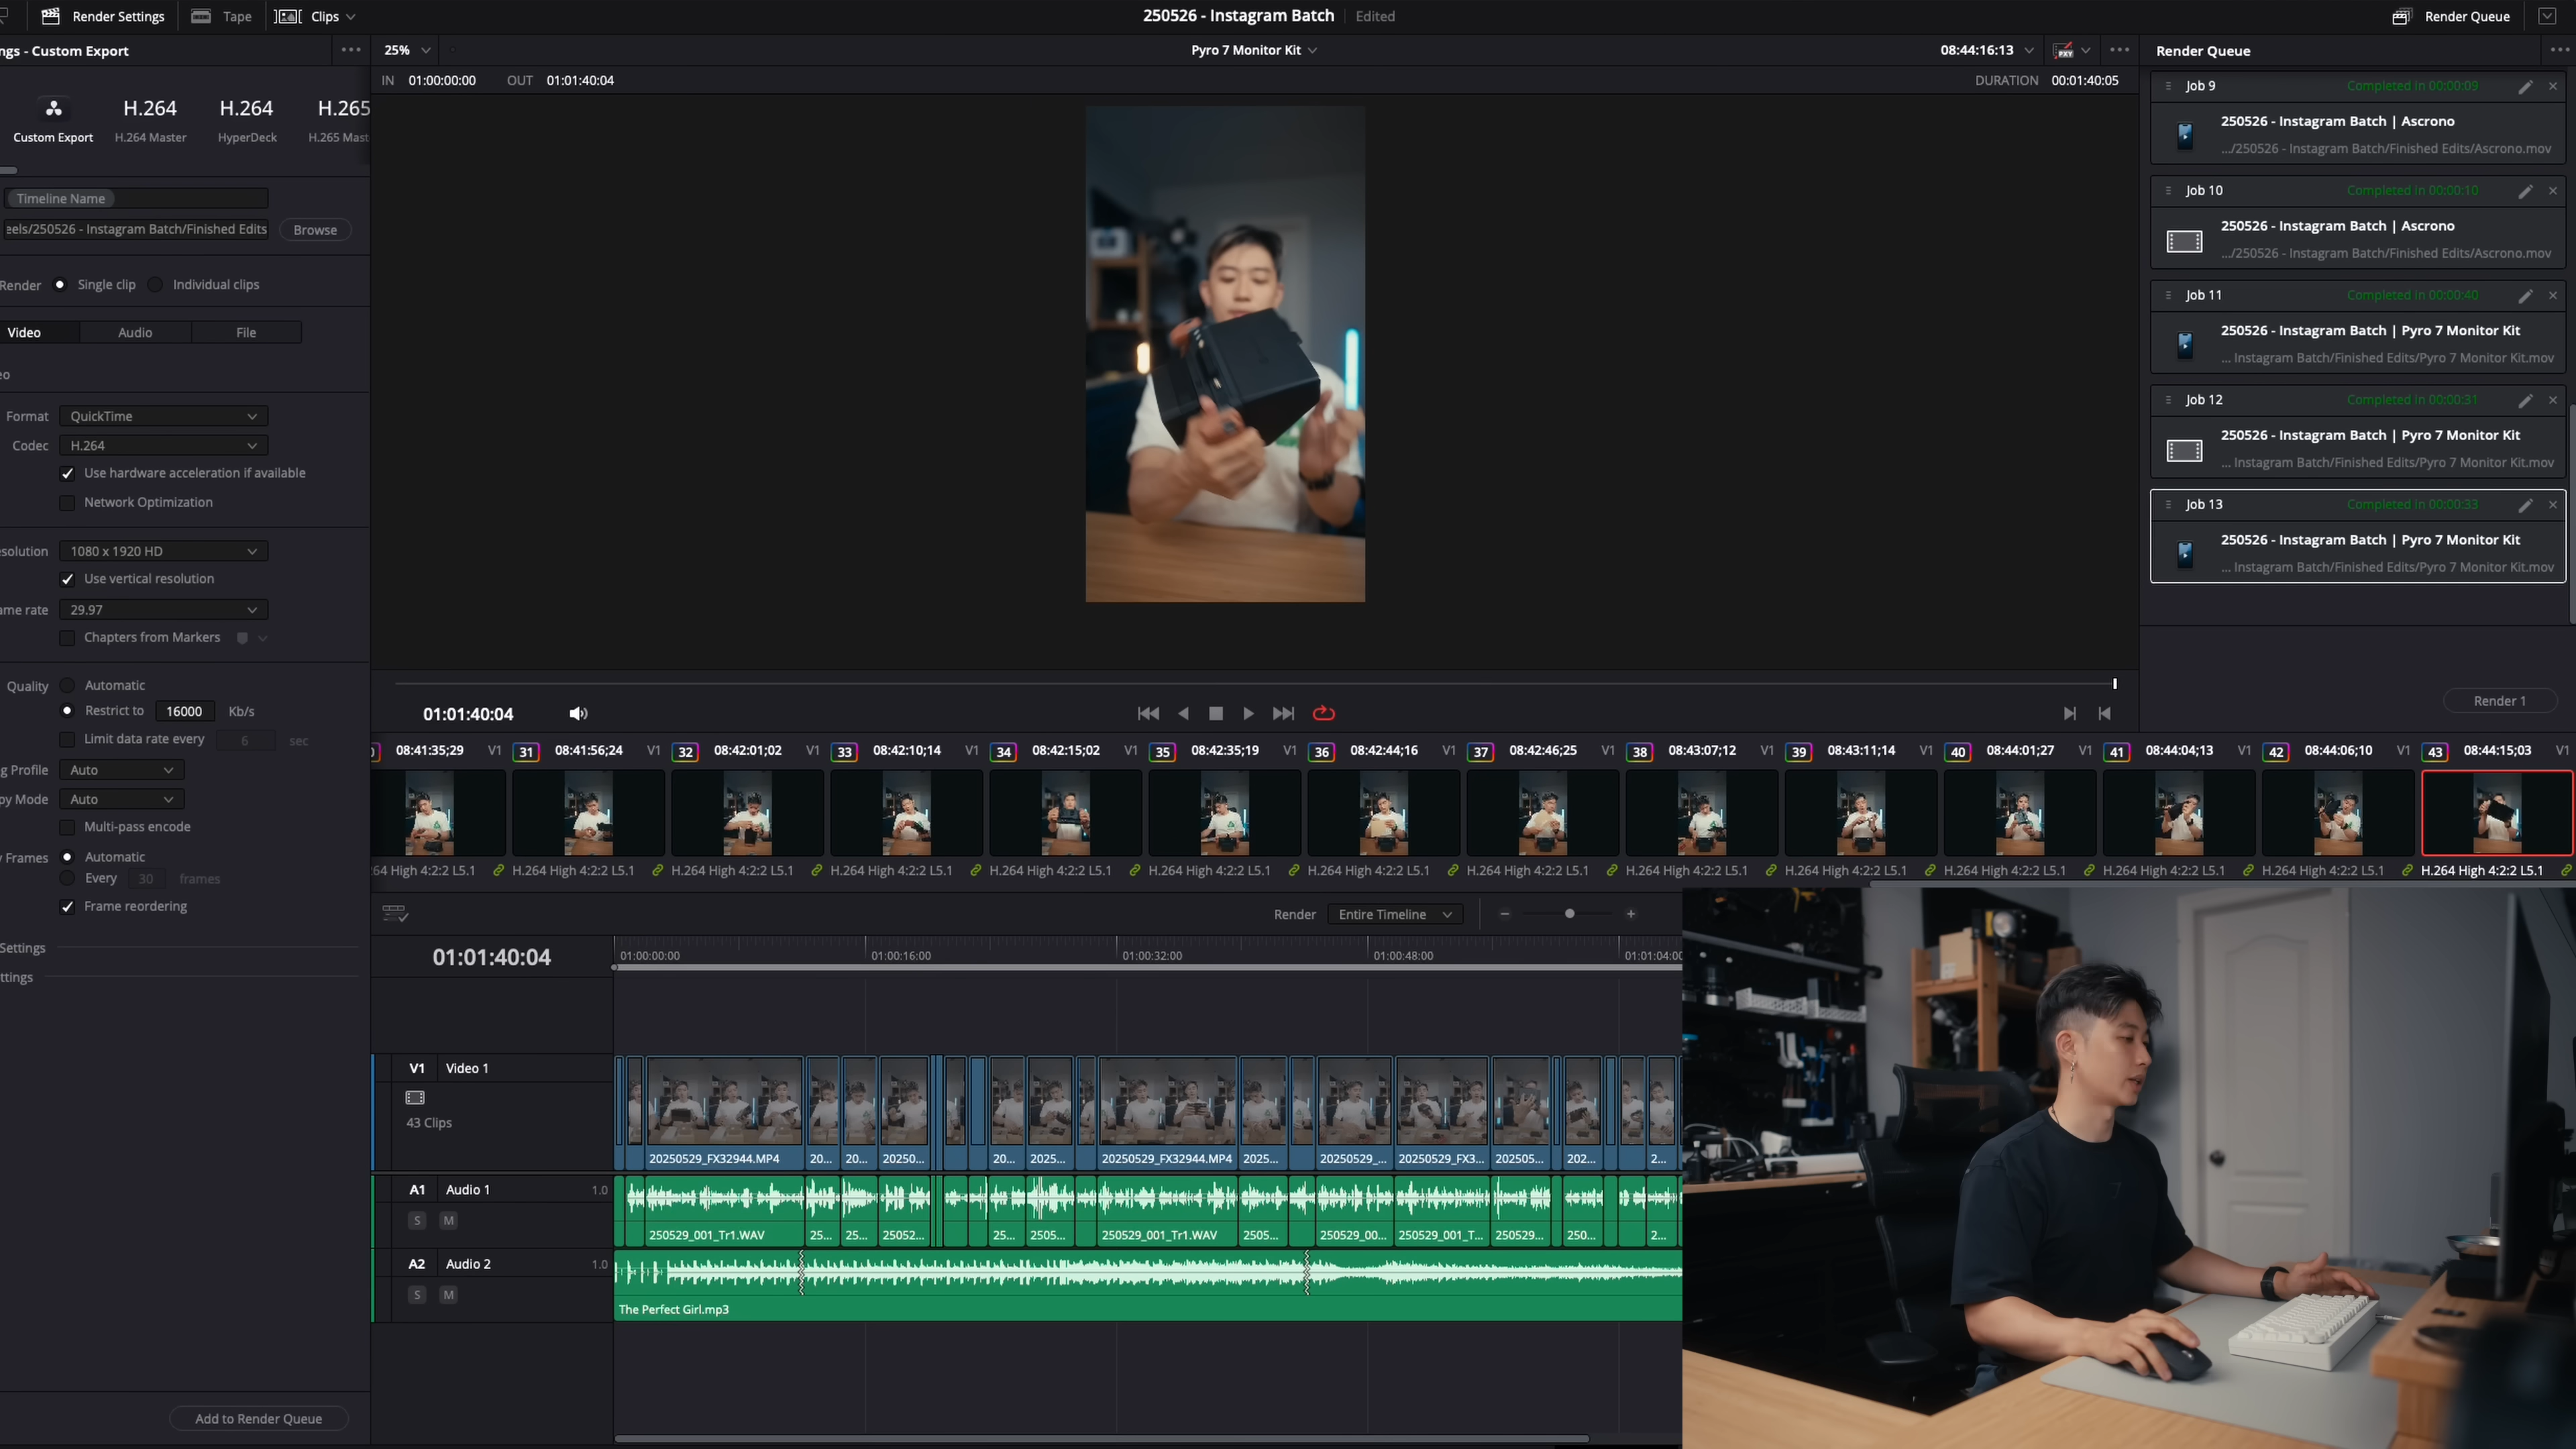 Render Settings Tape Clips 250526 - Instagram Batch Edited Render Queue
ngs - Custom Export 25% Pyro 7 Monitor Kit 08:44:16:13 Render Queue
IN 01:00:00:00 OUT 01:01:40:04 DURATION 00:01:40:05
H.264 H.264 H.265
Custom Export H.264 Master HyperDeck H.265 Mast
Timeline Name
eels/250526 - Instagram Batch/Finished Edits Browse
Render Single clip Individual clips
Video Audio File
eo
Format QuickTime
Codec H.264
Use hardware acceleration if available
Network Optimization
esolution 1080 x 1920 HD
Use vertical resolution
ame rate 29.97
Chapters from Markers
Quality Automatic
Restrict to 16000 Kb/s
Limit data rate every 6 sec
g Profile Auto
py Mode Auto
Multi-pass encode
y Frames Automatic
Every 30 frames
Frame reordering
Settings
ttings
Add to Render Queue
Job 9 Completed in 00:00:09
250526 - Instagram Batch | Ascrono
.../250526 - Instagram Batch/Finished Edits/Ascrono.mov
Job 10 Completed in 00:00:10
250526 - Instagram Batch | Ascrono
.../250526 - Instagram Batch/Finished Edits/Ascrono.mov
Job 11 Completed in 00:00:40
250526 - Instagram Batch | Pyro 7 Monitor Kit
... Instagram Batch/Finished Edits/Pyro 7 Monitor Kit.mov
Job 12 Completed in 00:00:31
250526 - Instagram Batch | Pyro 7 Monitor Kit
... Instagram Batch/Finished Edits/Pyro 7 Monitor Kit.mov
Job 13 Completed in 00:00:33
250526 - Instagram Batch | Pyro 7 Monitor Kit
... Instagram Batch/Finished Edits/Pyro 7 Monitor Kit.mov
Render 1
01:01:40:04
08:41:35;29 V1 31 08:41:56;24 V1 32 08:42:01;02 V1 33 08:42:10;14 V1 34 08:42:15;02 V1 35 08:42:35;19 V1 36 08:42:44;16 V1 37 08:42:46;25 V1 38 08:43:07;12 V1 39 08:43:11;14 V1 40 08:44:01;27 V1 41 08:44:04;13 V1 42 08:44:06;10 V1 43 08:44:15;03 V1
64 High 4:2:2 L5.1 H.264 High 4:2:2 L5.1 H.264 High 4:2:2 L5.1 H.264 High 4:2:2 L5.1 H.264 High 4:2:2 L5.1 H.264 High 4:2:2 L5.1 H.264 High 4:2:2 L5.1 H.264 High 4:2:2 L5.1 H.264 High 4:2:2 L5.1 H.264 High 4:2:2 L5.1 H.264 High 4:2:2 L5.1 H.264 High 4:2:2 L5.1 H.264 High 4:2:2 L5.1 H.264 High 4:2:2 L5.1
Render Entire Timeline
01:01:40:04 01:00:00:00 01:00:16:00 01:00:32:00 01:00:48:00 01:01:04:00
V1 Video 1
43 Clips
20250529_FX32944.MP4 20... 20... 20250... 20... 2025... 20250529_FX32944.MP4 2025... 20250529_... 20250529_FX3... 202505... 202... 2...
A1 Audio 1 1.0
S M
250529_001_Tr1.WAV 25... 25... 25052... 25... 2505... 250529_001_Tr1.WAV 2505... 250529_00... 250529_001_T... 250529... 250... 2...
A2 Audio 2 1.0
S M
The Perfect Girl.mp3